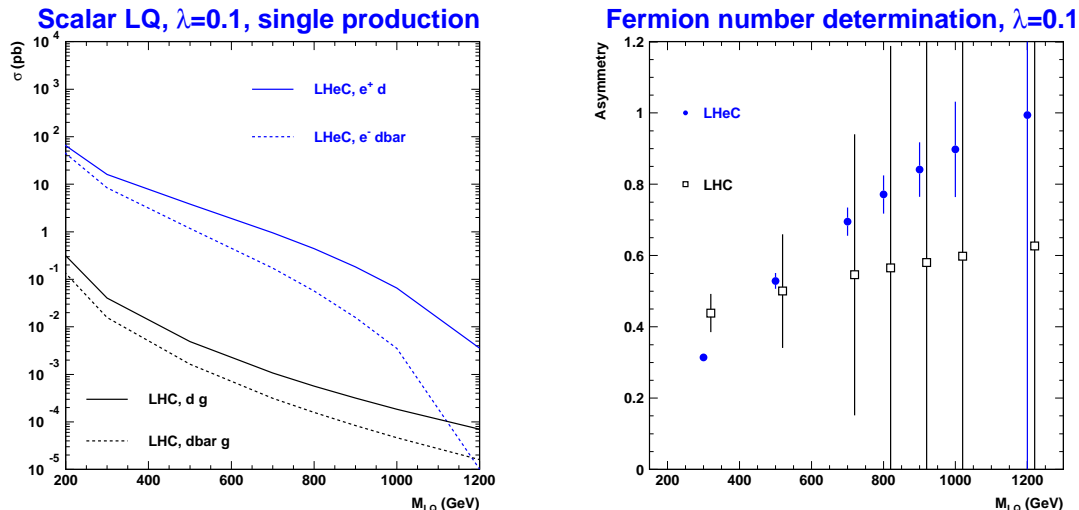 Scalar LQ, λ=0.1, single production
σ (pb)
10 4
10 3
10 2
10
1
10 -1
10 -2
10 -3
10 -4
10 -5
LHeC, e+ d
LHeC, e- dbar
LHC, d g
LHC, dbar g
200 400 600 800 1000 1200
MLQ (GeV)
Fermion number determination, λ=0.1
Asymmetry
1.2
1
0.8
0.6
0.4
0.2
0
LHeC
LHC
200 400 600 800 1000 1200
MLQ (GeV)